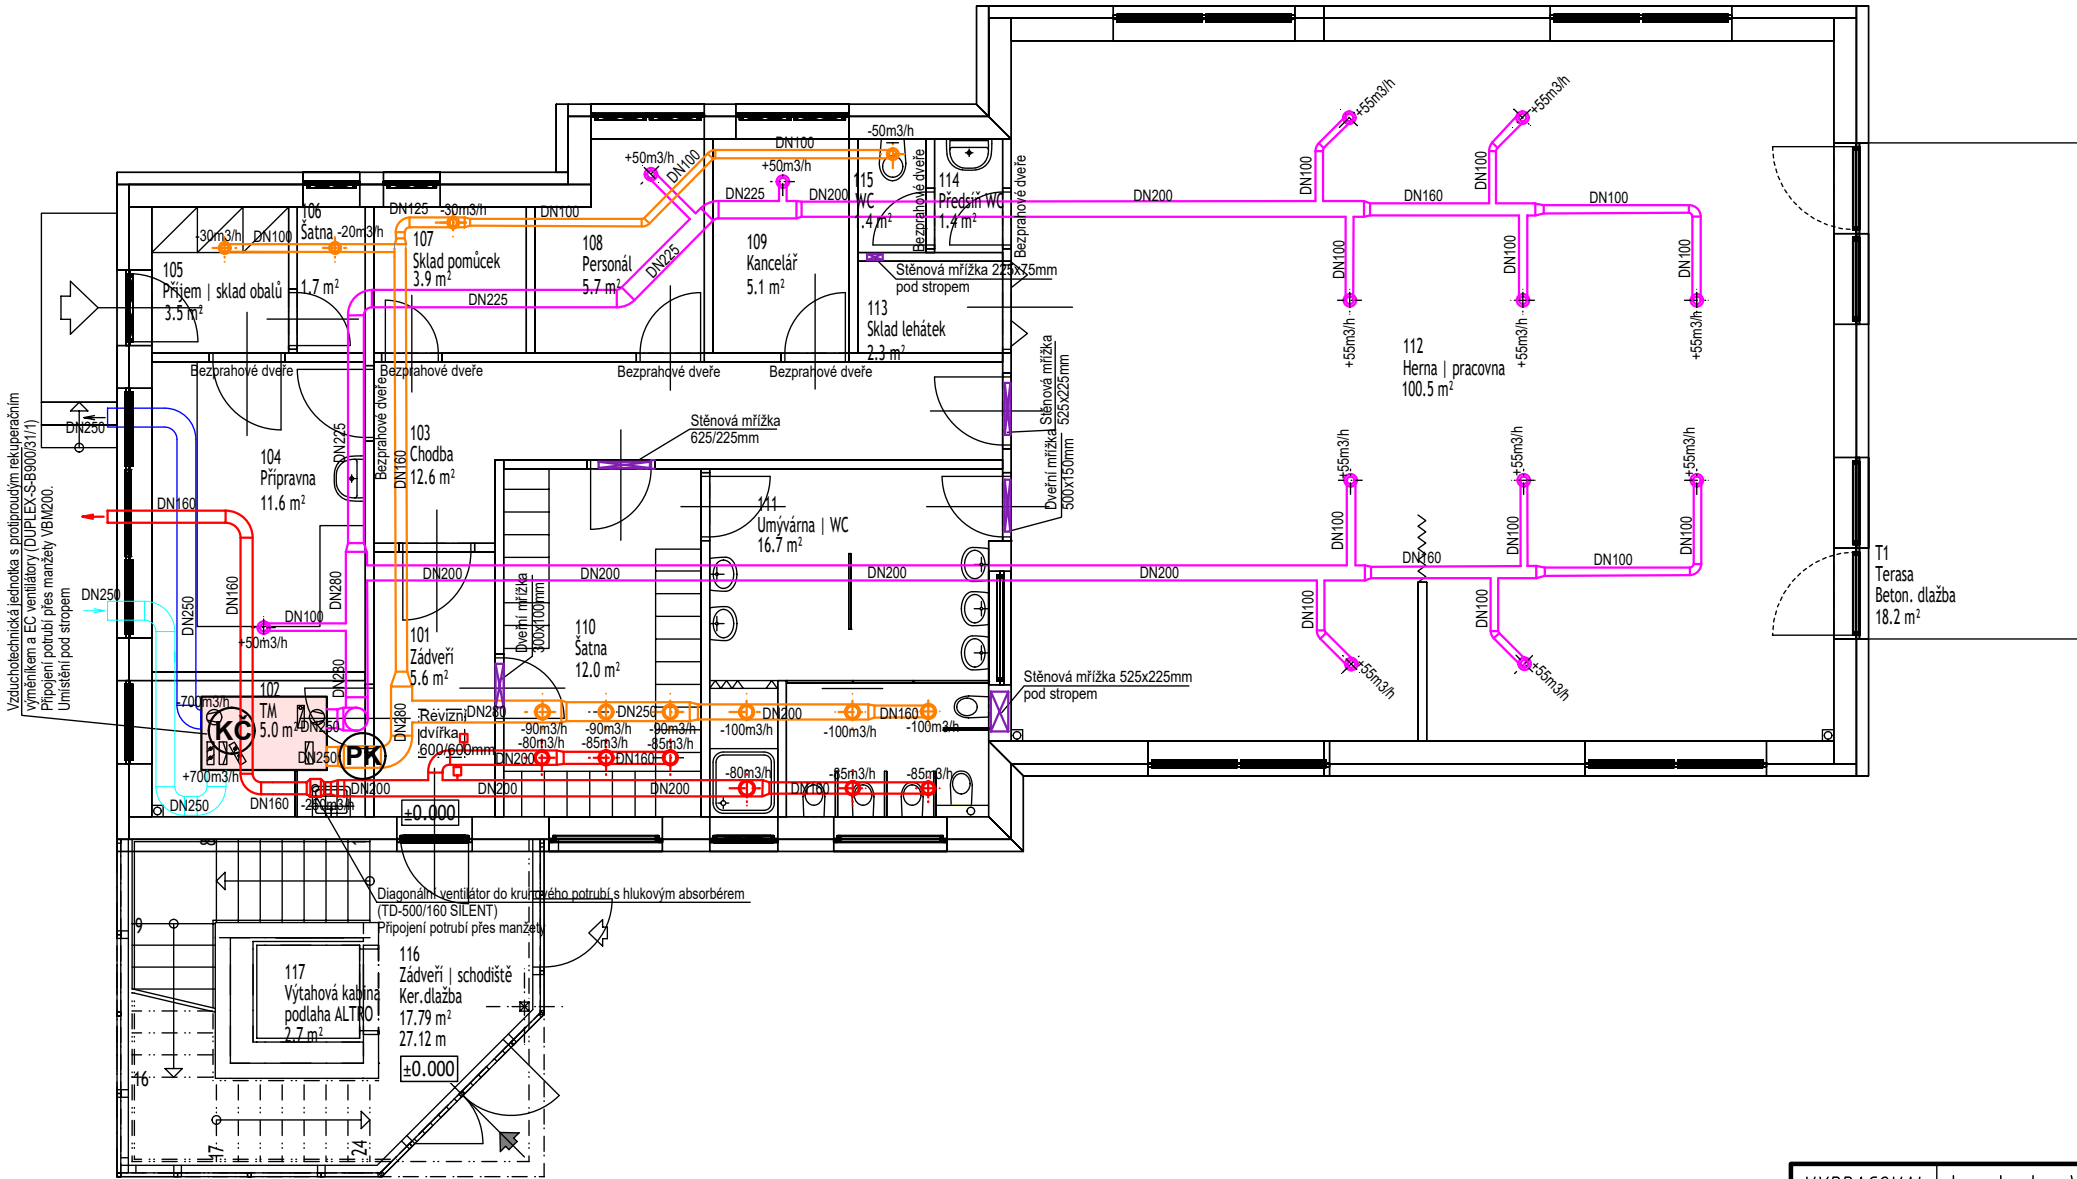 +55m3/h
+55m3/h
DN100
DN100
DN200
DN160
DN100
DN100
DN100
DN100
+55m3/h
+55m3/h
+55m3/h
112
Herna | pracovna
100.5 m²
+55m3/h
+55m3/h
+55m3/h
DN100
DN100
DN100
DN200
DN160
DN100
DN100
DN100
+55m3/h
+55m3/h
T1
Terasa
Beton. dlažba
18.2 m²
-50m3/h
DN100
+50m3/h
DN100
+50m3/h
DN225
DN200
115
WC
.4 m²
Bezprahové dveře
114
Předsíň WC
1.4 m²
Bezprahové dveře
Stěnová mřížka 225x75mm
pod stropem
113
Sklad lehátek
2.3 m²
109
Kancelář
5.1 m²
108
Personál
5.7 m²
DN225
DN225
DN125
-30m3/h
DN100
107
Sklad pomůcek
3.9 m²
106
Šatna
1.7 m²
-20m3/h
-30m3/h
DN100
105
Příjem | sklad obalů
3.5 m²
Bezprahové dveře
Bezprahové dveře
Bezprahové dveře
Bezprahové dveře
Bezprahové dveře
Stěnová mřížka
625/225mm
Stěnová mřížka
525x225mm
Dveřní mřížka
500x150mm
103
Chodba
12.6 m²
DN160
DN225
104
Přípravna
11.6 m²
DN250
DN160
DN250
DN250
DN160
DN280
DN100
+50m3/h
DN280
DN200
DN200
DN200
111
Umývárna | WC
16.7 m²
110
Šatna
12.0 m²
Dveřní mřížka
300x100mm
101
Zádveří
5.6 m²
Stěnová mřížka 525x225mm
pod stropem
Vzduchotechnická jednotka s protiproudým rekuperačním
výměníkem a EC ventilátory (DUPLEX-S-B900/31/1)
Připojení potrubí přes manžety VBM200.
Umístění pod stropem
102
TM
5.0 m²
-700m3/h
KČ
PK
+700m3/h
DN250
DN250
DN280
DN250
DN160
-250m3/h
DN200
Revizní
dvířka
600/600mm
DN280
DN250
DN200
DN160
-90m3/h
-90m3/h
-90m3/h
-100m3/h
-100m3/h
-100m3/h
-80m3/h
-85m3/h
-85m3/h
DN200
DN160
-80m3/h
-85m3/h
-85m3/h
DN200
DN200
DN160
±0.000
Diagonální ventilátor do kruhového potrubí s hlukovým absorbérem
(TD-500/160 SILENT)
Připojení potrubí přes manžety
116
Zádveří | schodiště
Ker.dlažba
17.79 m²
27.12 m
±0.000
117
Výtahová kabina
podlaha ALTRO
2.7 m²
8
9
16
17
24